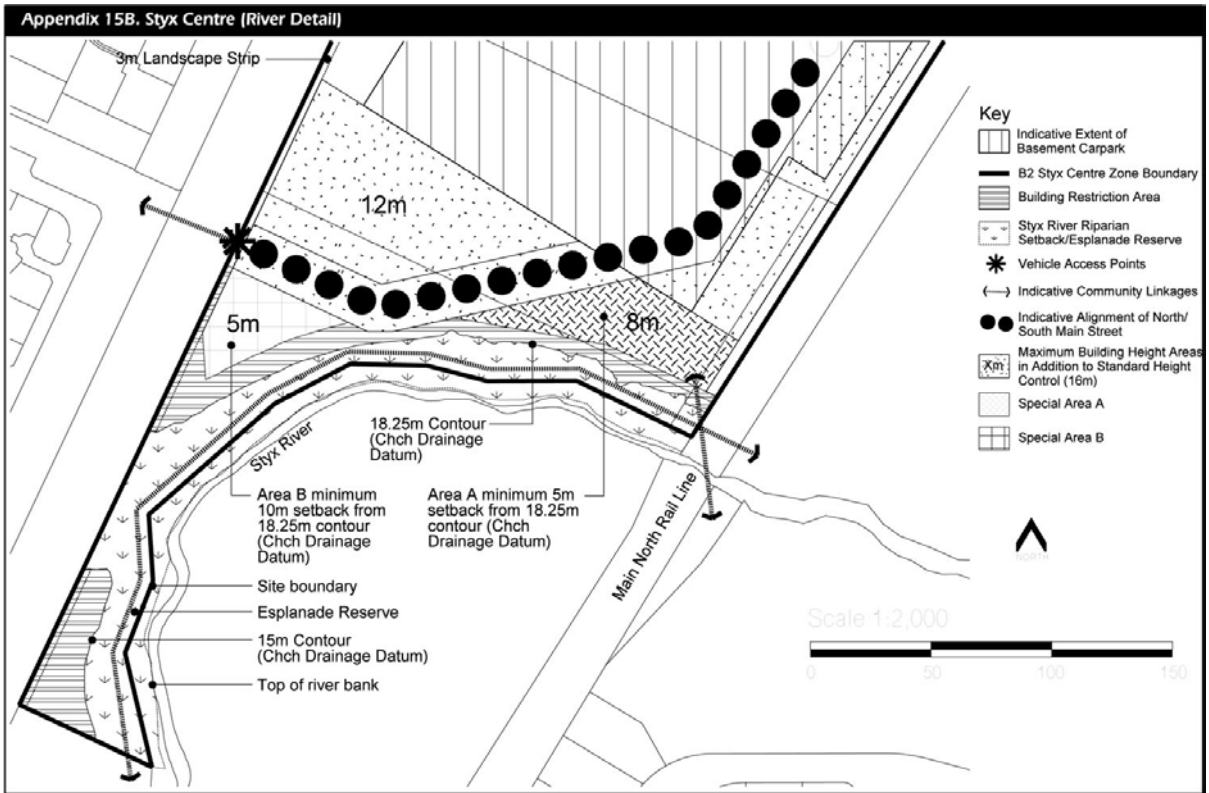 Appendix 15B. Styx Centre (River Detail)
3m Landscape Strip
12m
5m
8m
Styx River
18.25m Contour
(Chch Drainage
Datum)
Area B minimum
10m setback from
18.25m contour
(Chch Drainage
Datum)
Area A minimum 5m
setback from 18.25m
contour (Chch
Drainage Datum)
Main North Rail Line
Site boundary
Esplanade Reserve
15m Contour
(Chch Drainage Datum)
Top of river bank
Key
Indicative Extent of
Basement Carpark
B2 Styx Centre Zone Boundary
Building Restriction Area
Styx River Riparian
Setback/Esplanade Reserve
Vehicle Access Points
Indicative Community Linkages
Indicative Alignment of North/
South Main Street
Xm
Maximum Building Height Areas
in Addition to Standard Height
Control (16m)
Special Area A
Special Area B
NORTH
Scale 1:2,000
0 50 100 150